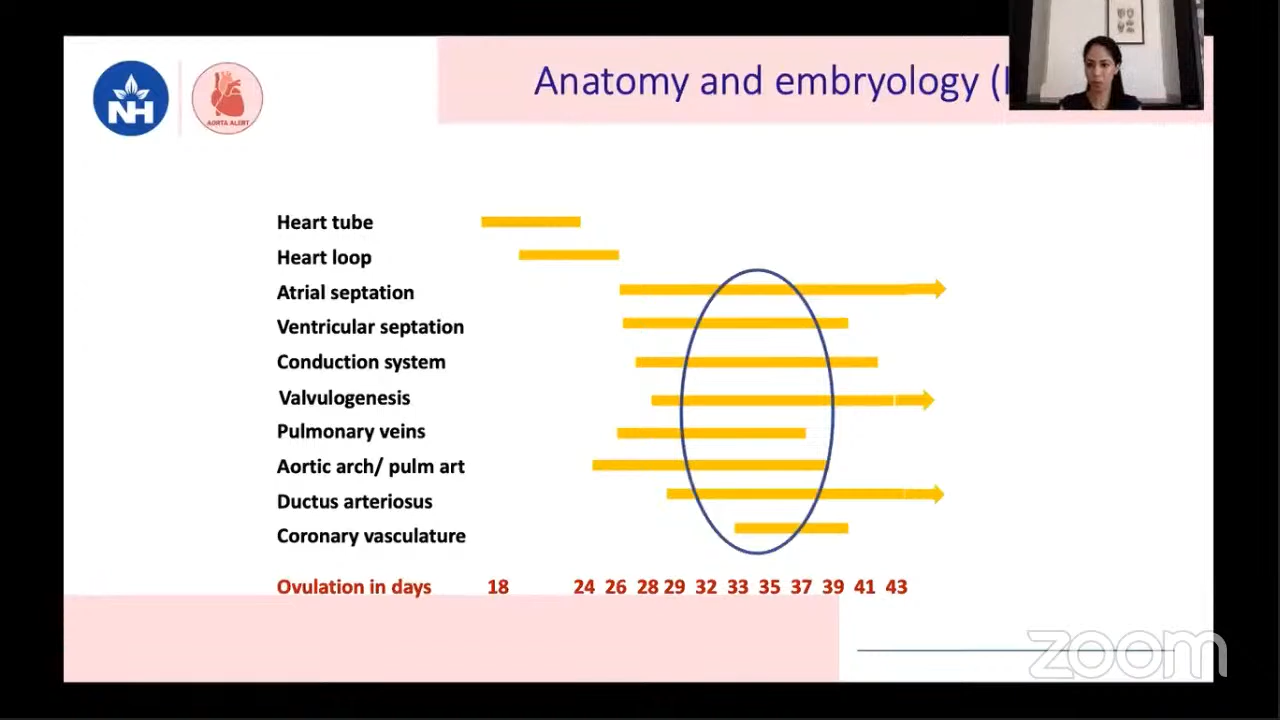 NH
AORTA ALERT
Anatomy and embryology (
Heart tube
Heart loop
Atrial septation
Ventricular septation
Conduction system
Valvulogenesis
Pulmonary veins
Aortic arch/ pulm art
Ductus arteriosus
Coronary vasculature
Ovulation in days 18 24 26 28 29 32 33 35 37 39 41 43
zoom